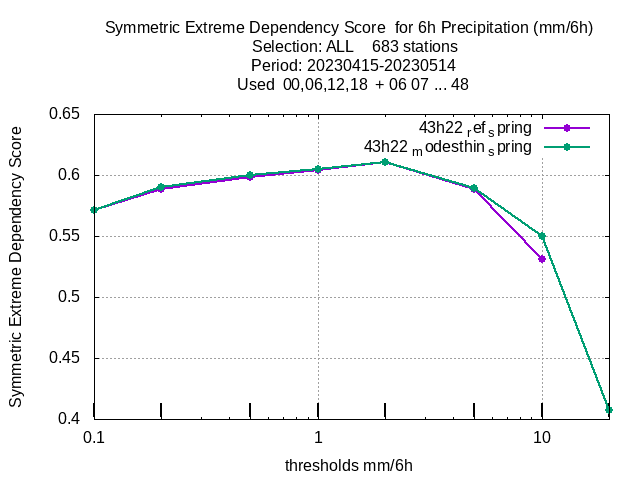 Symmetric Extreme Dependency Score  for 6h Precipitation (mm/6h)
Selection: ALL    683 stations
Period: 20230415-20230514
Used  00,06,12,18  + 06 07 ... 48
43h22 ref spring
43h22 modesthin spring
Symmetric Extreme Dependency Score
0.65
0.6
0.55
0.5
0.45
0.4
0.1
1
10
thresholds mm/6h